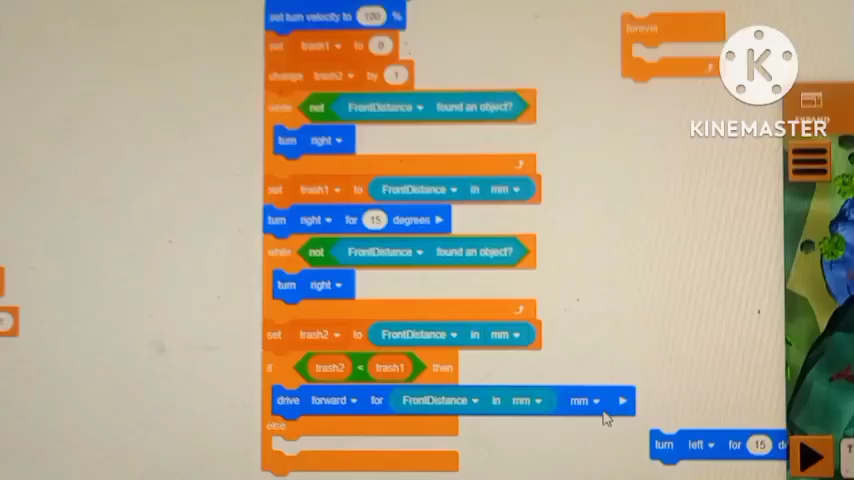 set turn velocity to 100 %
set trash1 to 0
forever
change trash2 by 1
K
KINEMASTER
while not FrontDistance found an object?
turn right
set trash1 to FrontDistance in mm
turn right for 15 degrees
while not FrontDistance found an object?
turn right
set trash2 to FrontDistance in mm
if trash2 < trash1 then
drive forward for FrontDistance in mm mm
else
turn left for 15 de